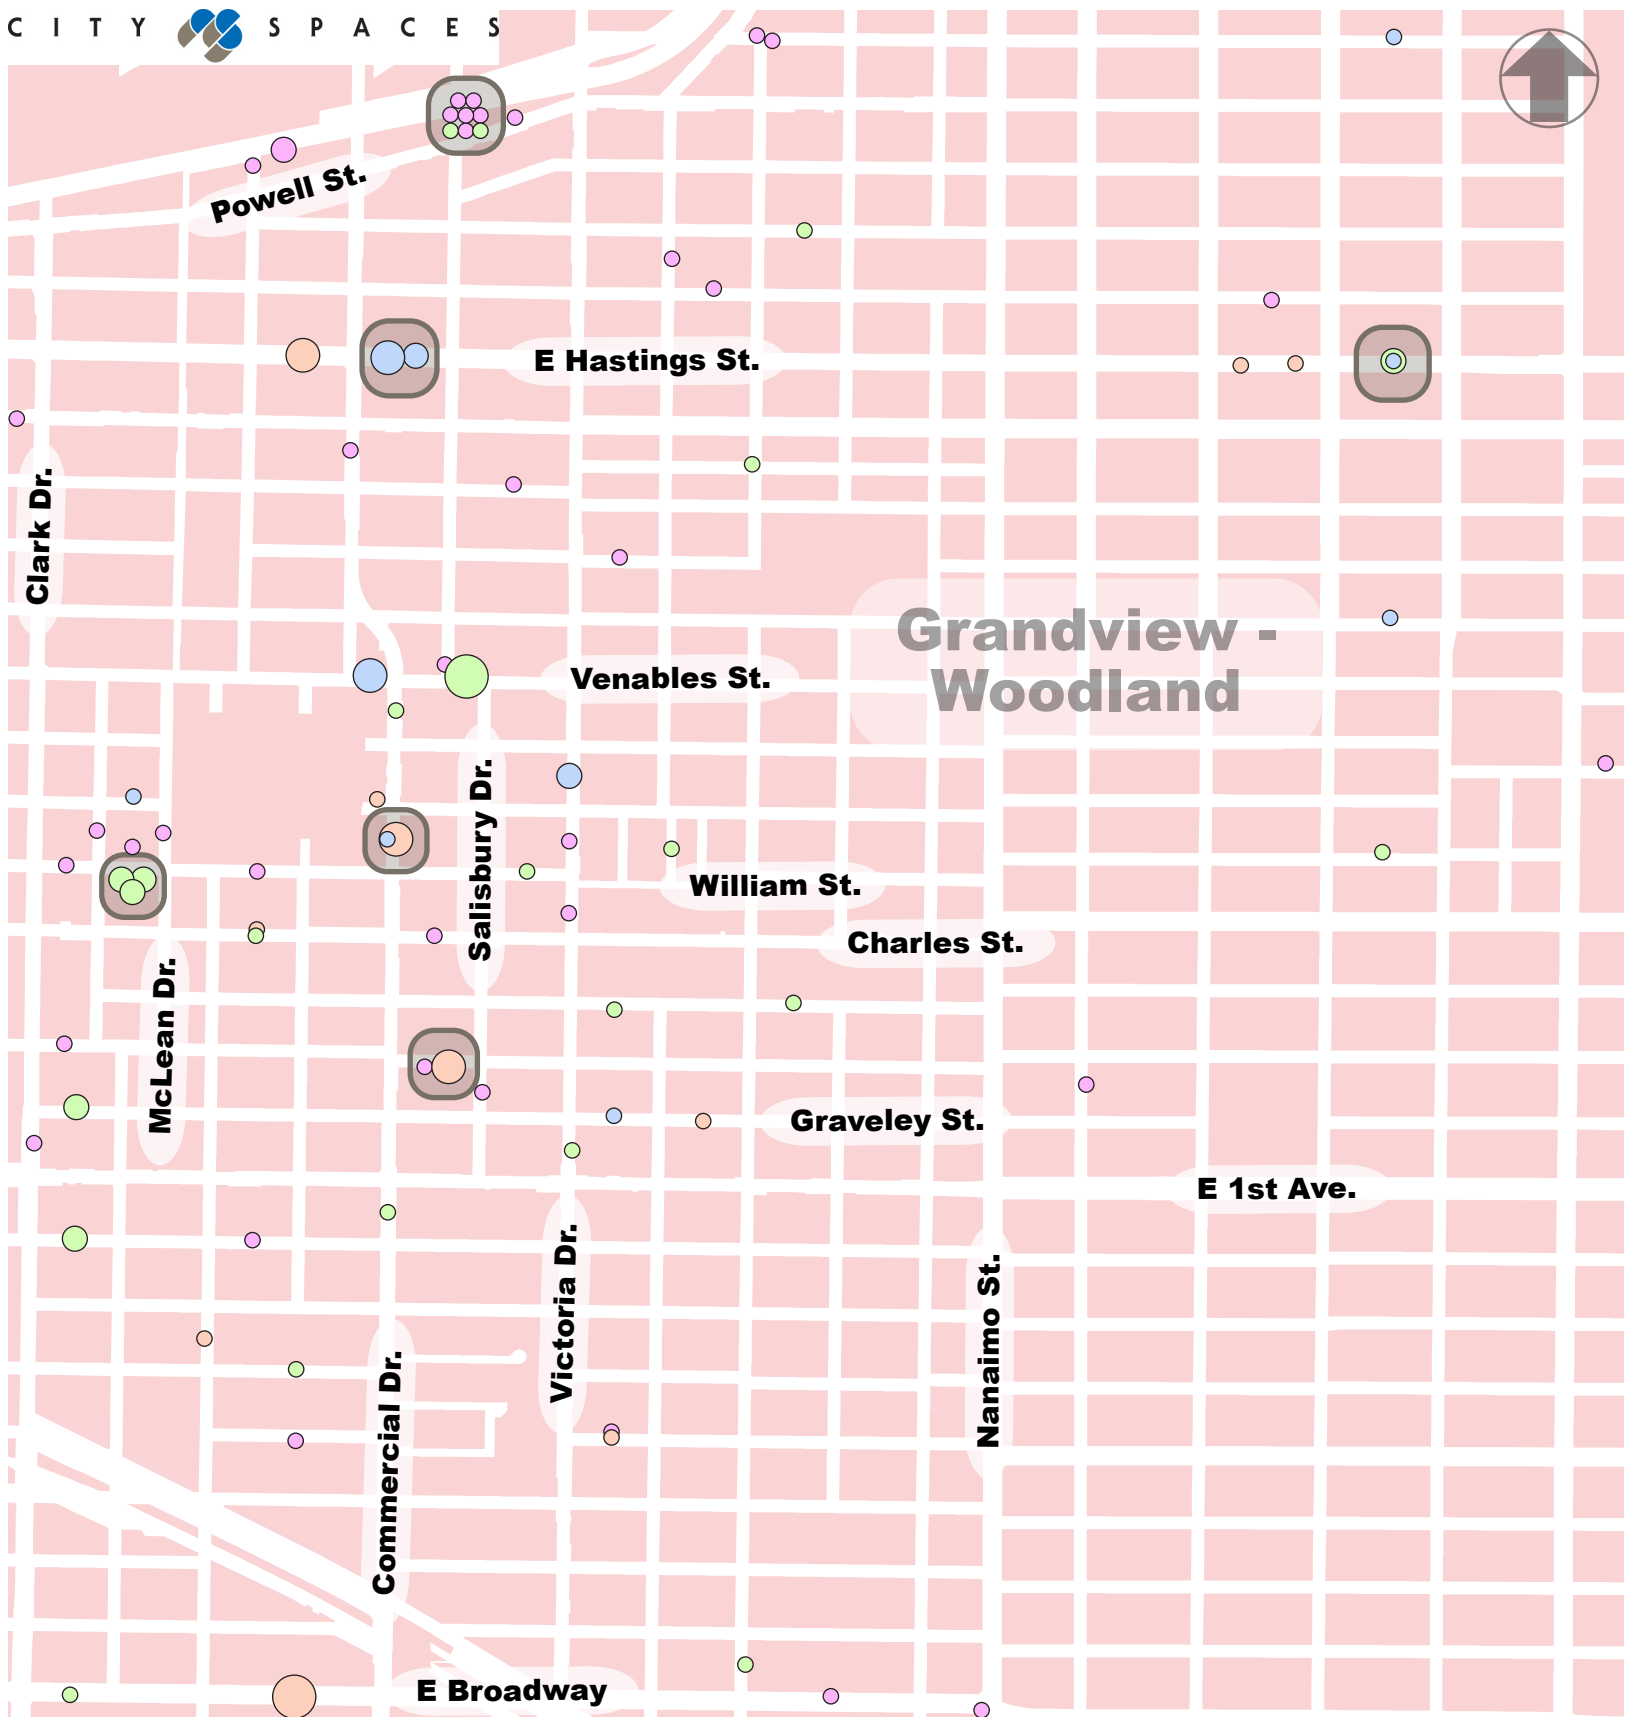 CITY SPACES
Powell St.
E Hastings St.
Clark Dr.
Grandview -
Woodland
Venables St.
Salisbury Dr.
William St.
Charles St.
McLean Dr.
Graveley St.
E 1st Ave.
Victoria Dr.
Nanaimo St.
Commercial Dr.
E Broadway